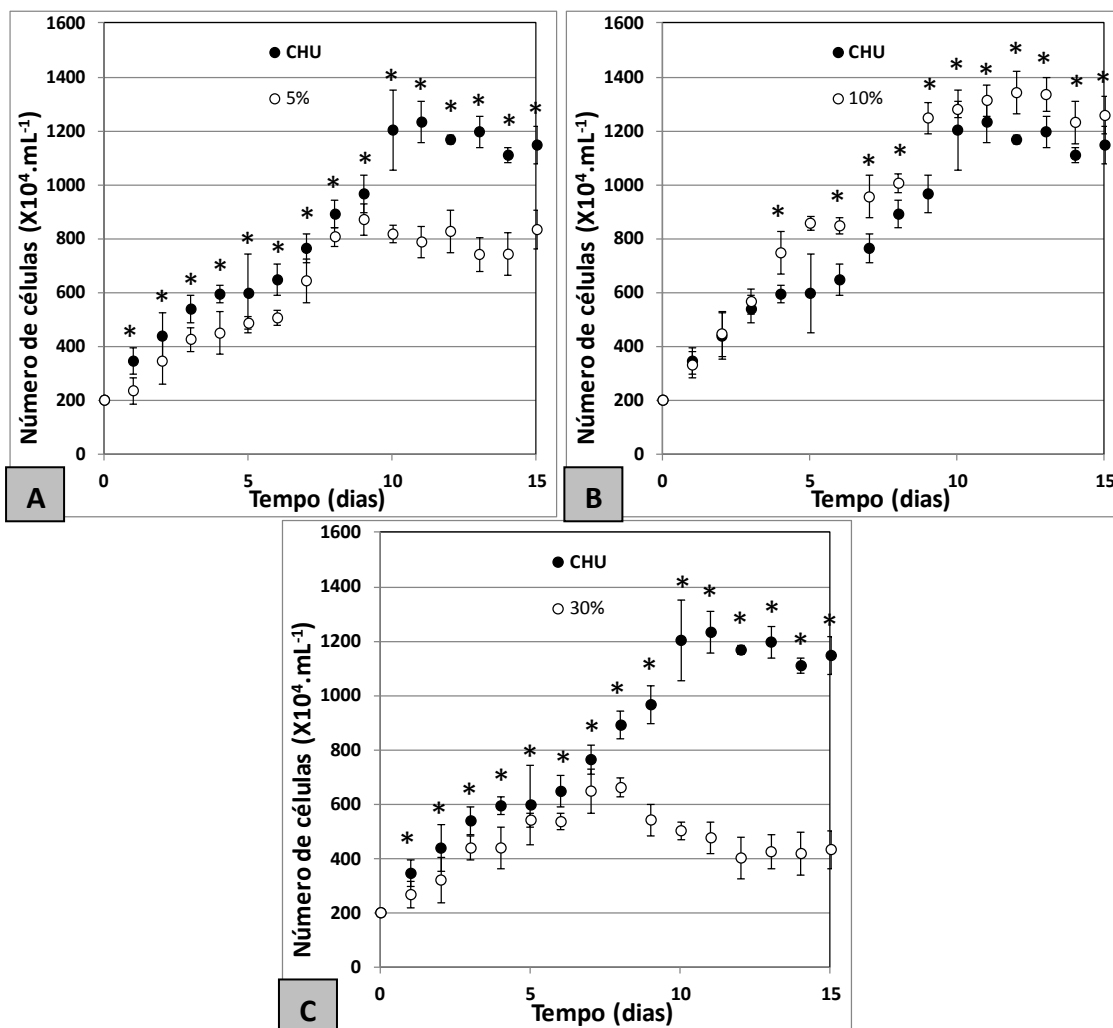 1600
1400
1200
1000
800
600
400
200
0
CHU
5%
* * * * * * * * * * * * * * *
Número de células (X10⁴.mL⁻¹)
0 5 10 15
Tempo (dias)
A
1600
1400
1200
1000
800
600
400
200
0
CHU
10%
* * * * * * * * * * *
Número de células (X10⁴.mL⁻¹)
0 5 10 15
Tempo (dias)
B
1600
1400
1200
1000
800
600
400
200
0
CHU
30%
* * * * * * * * * * * * * * *
Número de células (X10⁴.mL⁻¹)
0 5 10 15
Tempo (dias)
C